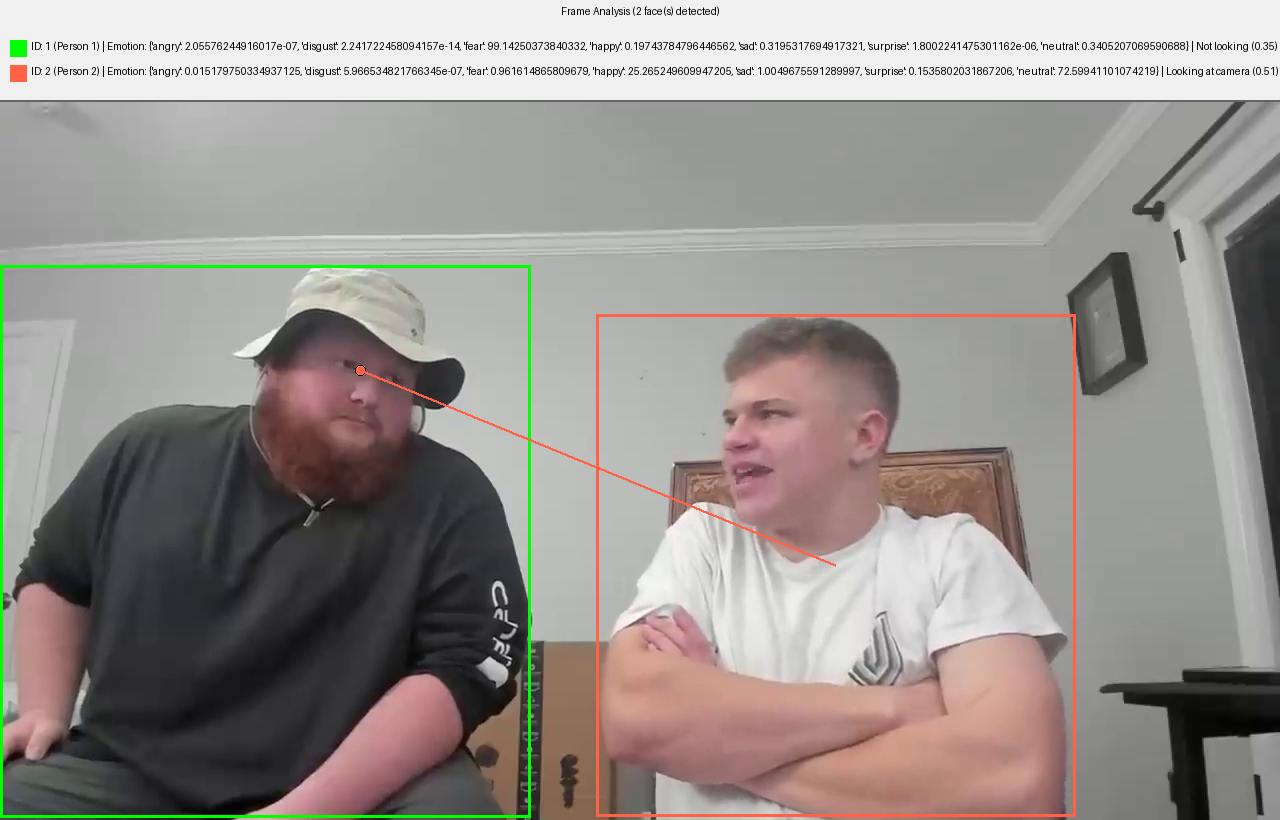 Frame Analysis (2 face(s) detected)
ID: 1 (Person 1) | Emotion: {'angry': 2.05576244916017e-07, 'disgust': 2.241722458094157e-14, 'fear': 99.14250373840332, 'happy': 0.19743784796446562, 'sad': 0.3195317694917321, 'surprise': 1.8002241475301162e-06, 'neutral': 0.3405207069590688} | Not looking (0.35)
ID: 2 (Person 2) | Emotion: {'angry': 0.015179750334937125, 'disgust': 5.966534821766345e-07, 'fear': 0.961614865809679, 'happy': 25.265249609947205, 'sad': 1.0049675591289997, 'surprise': 0.1535802031867206, 'neutral': 72.59941101074219} | Looking at camera (0.51)